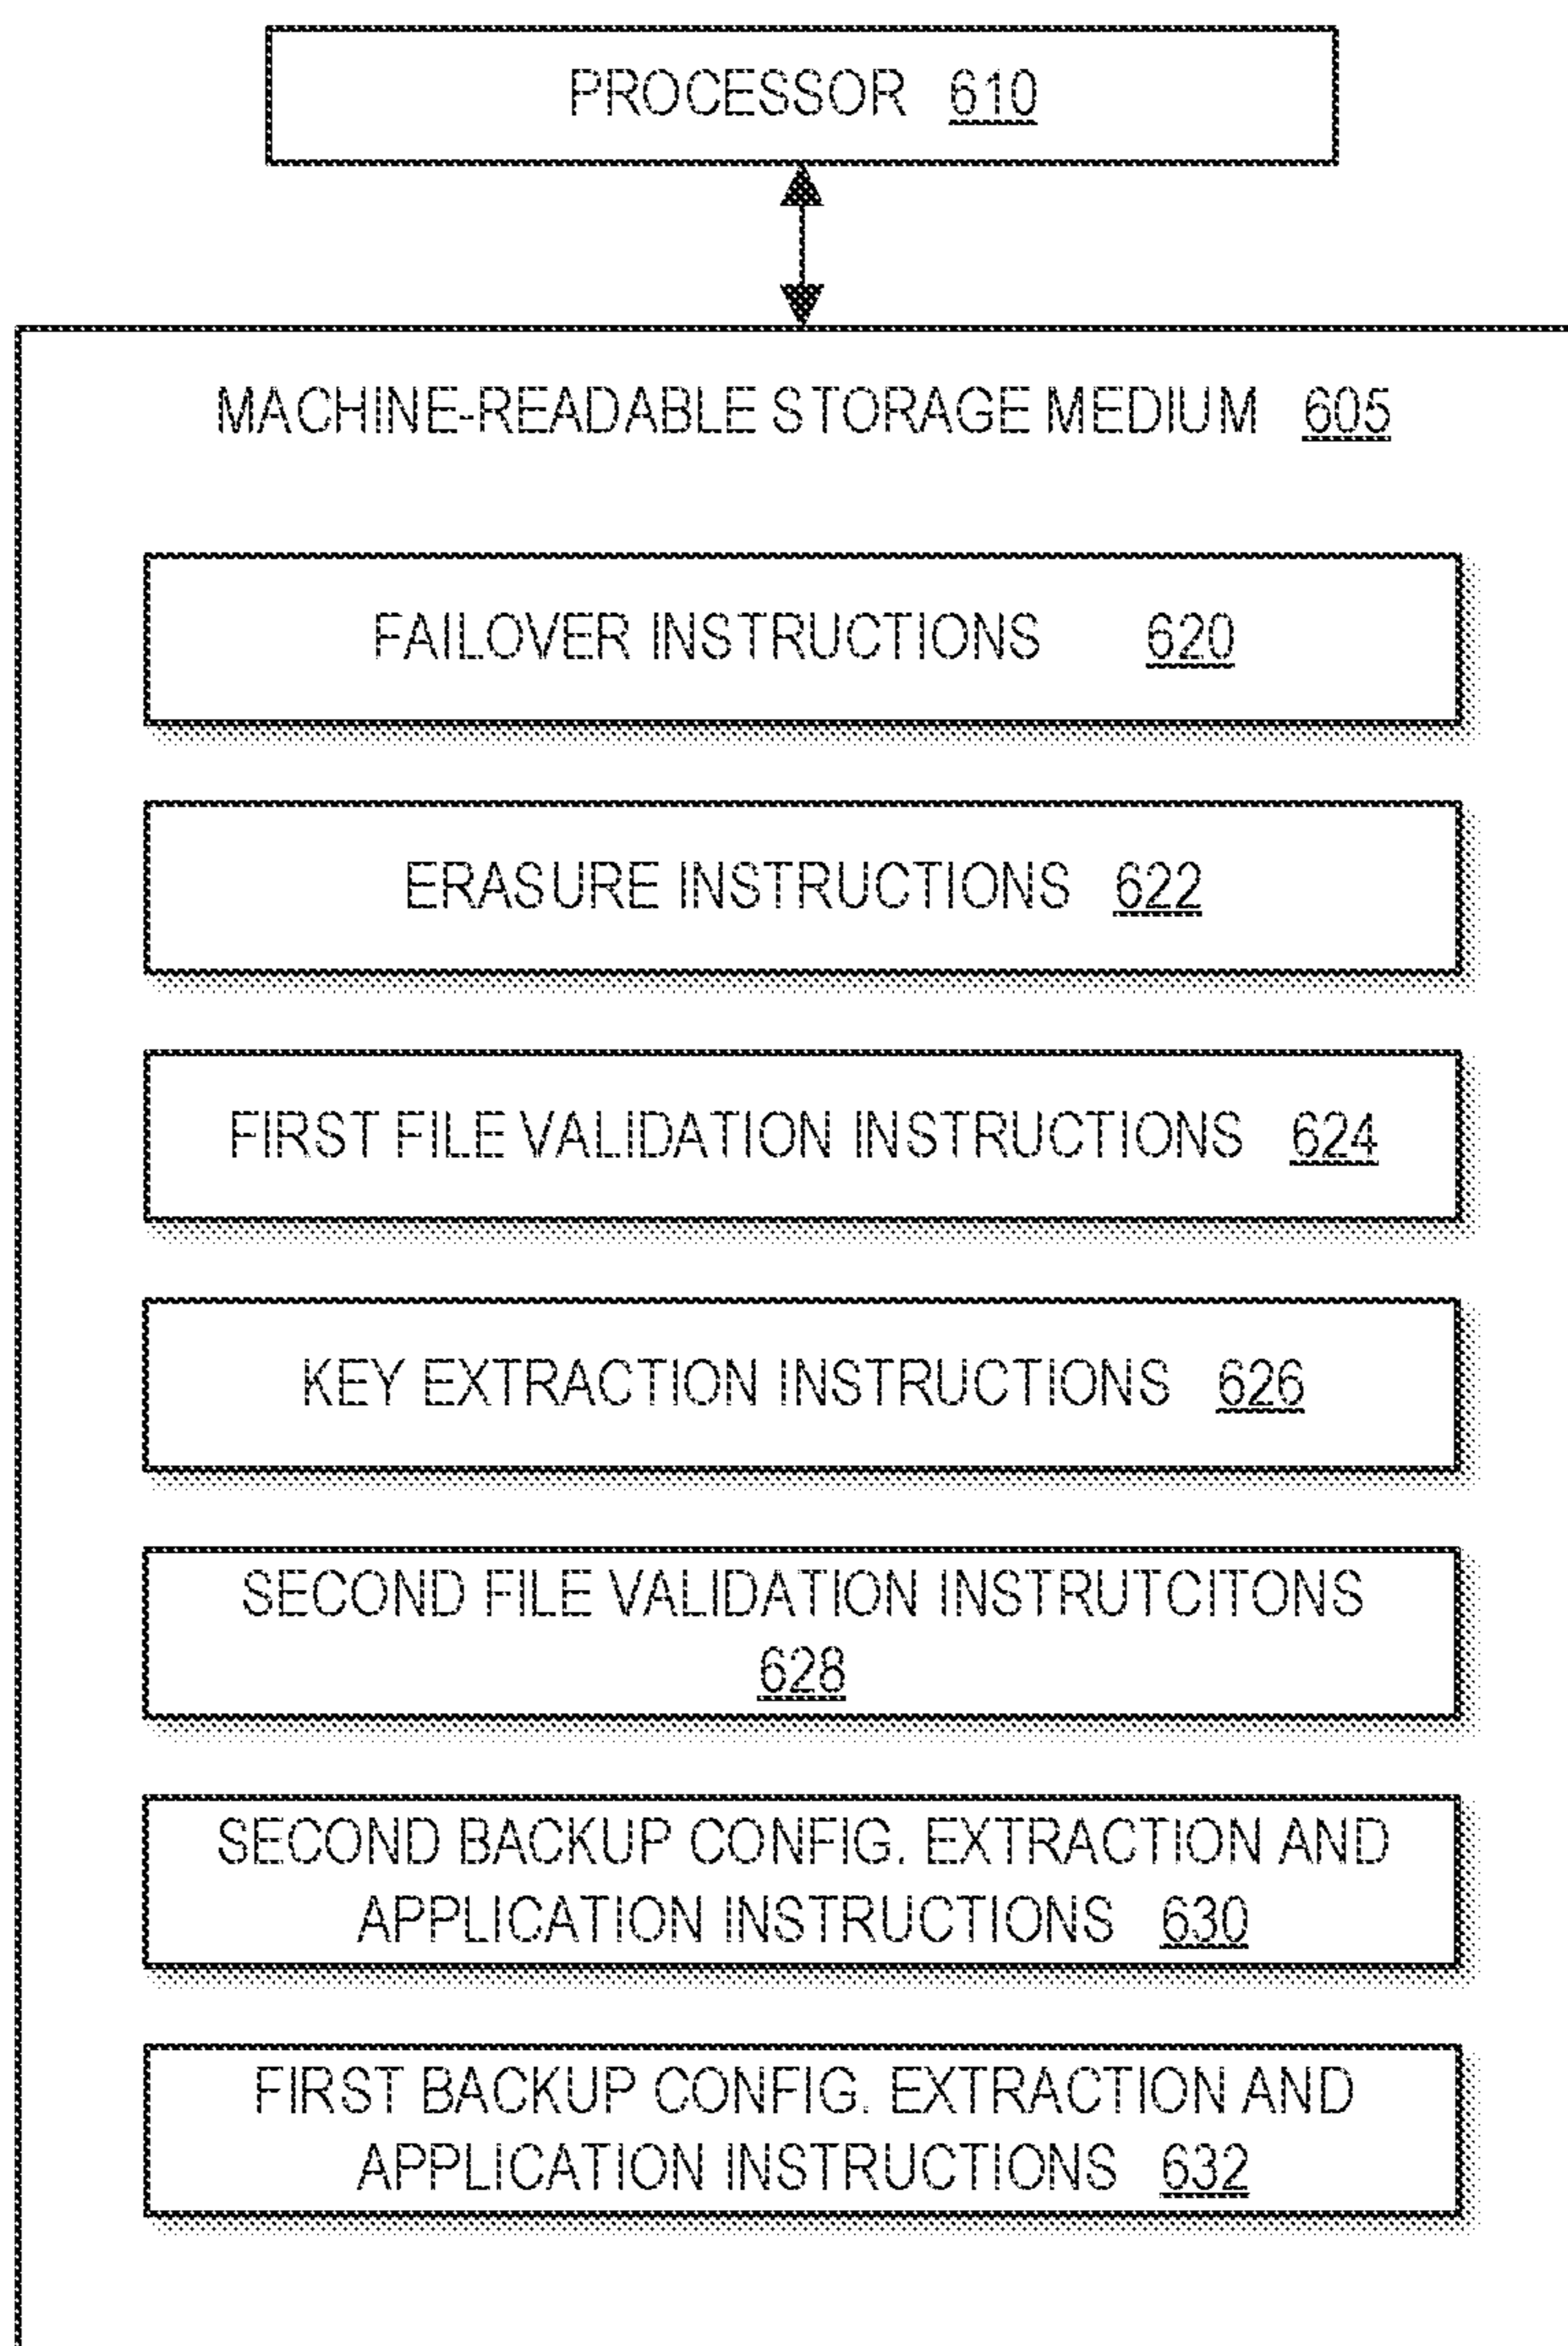 PROCESSOR 610
MACHINE-READABLE STORAGE MEDIUM 605
FAILOVER INSTRUCTIONS 620
ERASURE INSTRUCTIONS 622
FIRST FILE VALIDATION INSTRUCTIONS 624
KEY EXTRACTION INSTRUCTIONS 626
SECOND FILE VALIDATION INSTRUTCITONS
628
SECOND BACKUP CONFIG. EXTRACTION AND
APPLICATION INSTRUCTIONS 630
FIRST BACKUP CONFIG. EXTRACTION AND
APPLICATION INSTRUCTIONS 632